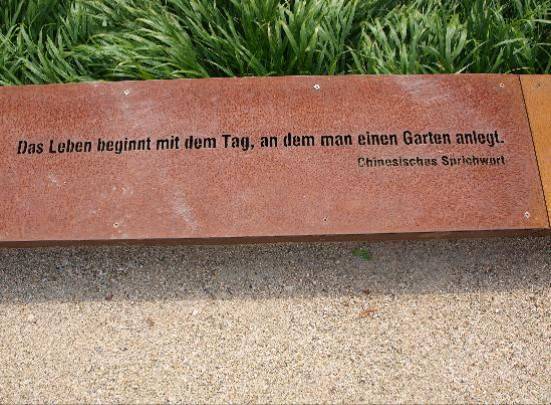 Das Leben beginnt mit dem Tag, an dem man einen Garten anlegt.
Chinesisches Sprichwort